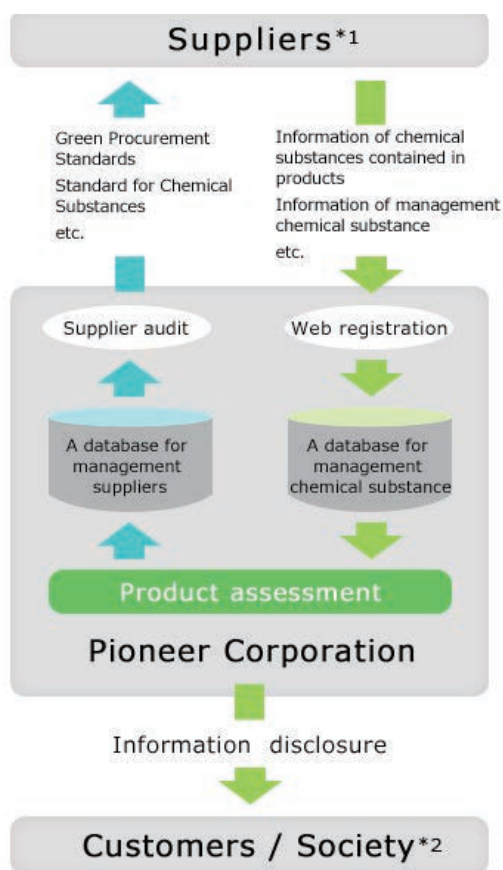 Suppliers*1
Green Procurement
Standards
Standard for Chemical
Substances
etc.
Information of chemical
substances contained in
products
Information of management
chemical substance
etc.
Supplier audit
Web registration
A database for
management
suppliers
A database for
management
chemical substance
Product assessment
Pioneer Corporation
Information disclosure
Customers / Society*2